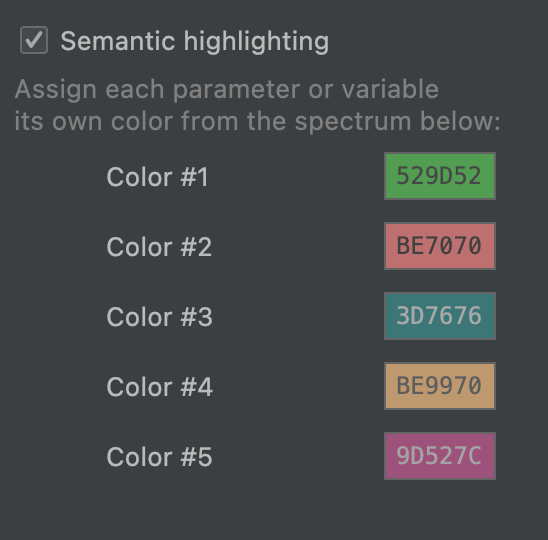 Semantic highlighting
Assign each parameter or variable
its own color from the spectrum below:
Color #1 529D52
Color #2 BE7070
Color #3 3D7676
Color #4 BE9970
Color #5 9D527C